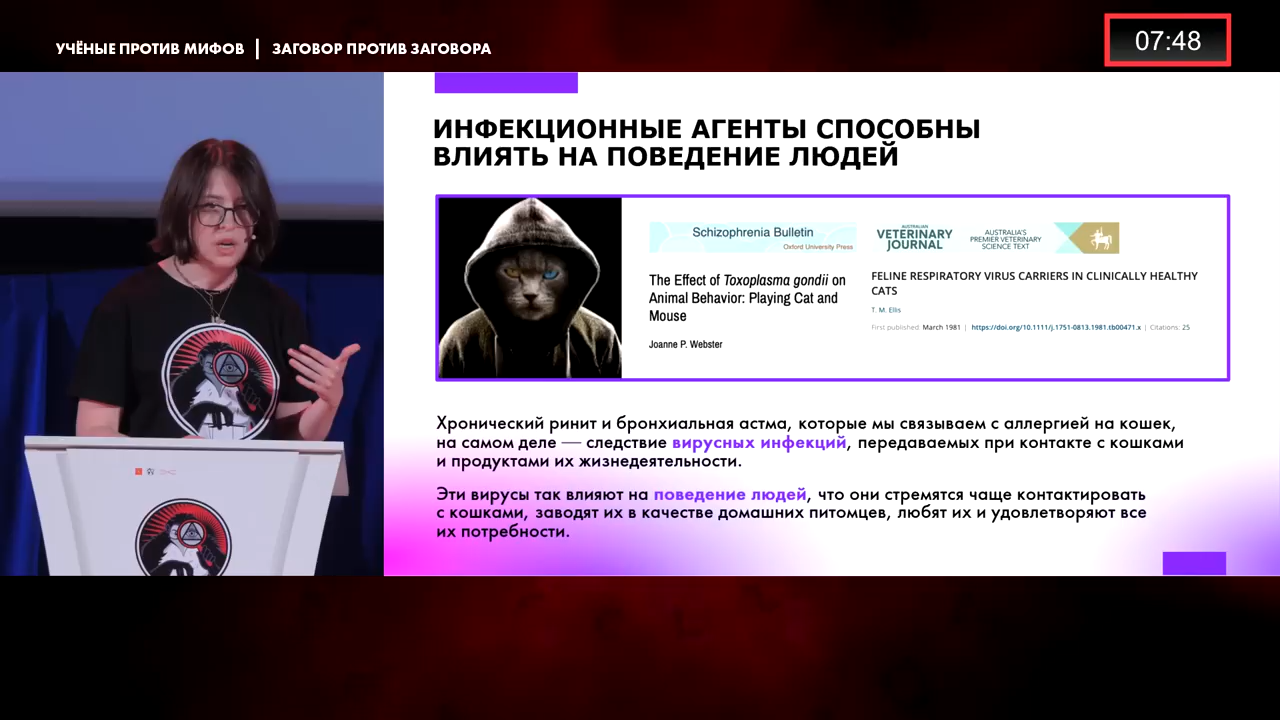 УЧЁНЫЕ ПРОТИВ МИФОВ | ЗАГОВОР ПРОТИВ ЗАГОВОРА
07:48
ИНФЕКЦИОННЫЕ АГЕНТЫ СПОСОБНЫ
ВЛИЯТЬ НА ПОВЕДЕНИЕ ЛЮДЕЙ
Schizophrenia Bulletin
Oxford University Press
The Effect of Toxoplasma gondii on
Animal Behavior: Playing Cat and
Mouse
Joanne P. Webster
AUSTRALIAN
VETERINARY
JOURNAL
AUSTRALIA'S
PREMIER VETERINARY
SCIENCE TEXT
FELINE RESPIRATORY VIRUS CARRIERS IN CLINICALLY HEALTHY
CATS
T. M. Ellis
First published: March 1981 | https://doi.org/10.1111/j.1751-0813.1981.tb00471.x | Citations: 25
Хронический ринит и бронхиальная астма, которые мы связываем с аллергией на кошек,
на самом деле — следствие вирусных инфекций, передаваемых при контакте с кошками
и продуктами их жизнедеятельности.
Эти вирусы так влияют на поведение людей, что они стремятся чаще контактировать
с кошками, заводят их в качестве домашних питомцев, любят их и удовлетворяют все
их потребности.